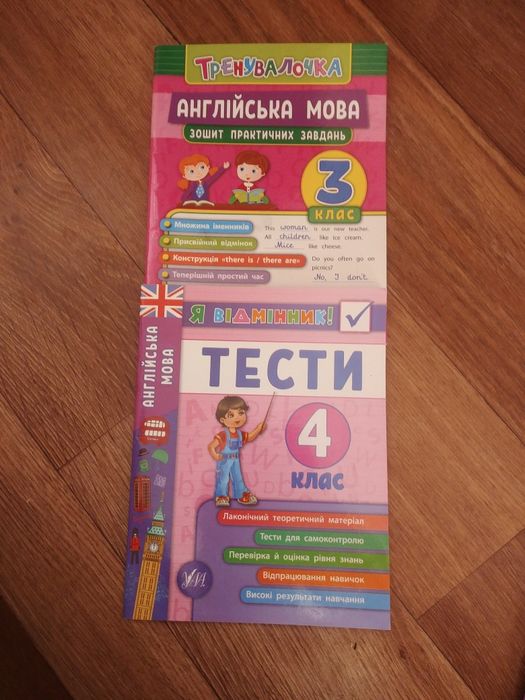 ТРЕНУВАЛОЧКА
АНГЛІЙСЬКА МОВА
ЗОШИТ ПРАКТИЧНИХ ЗАВДАНЬ
3
КЛАС
Множина іменників
Присвійний відмінок
Конструкція «there is / there are»
Теперішній простий час
This woman is our new teacher.
All children like ice cream.
Mice like cheese.
Do you often go on
picnics?
No, I don't.
Я ВІДМІННИК!
АНГЛІЙСЬКА
МОВА
ТЕСТИ
4
КЛАС
Лаконічний теоретичний матеріал
Тести для самоконтролю
Перевірка й оцінка рівня знань
Відпрацювання навичок
Високі результати навчання
УЛА